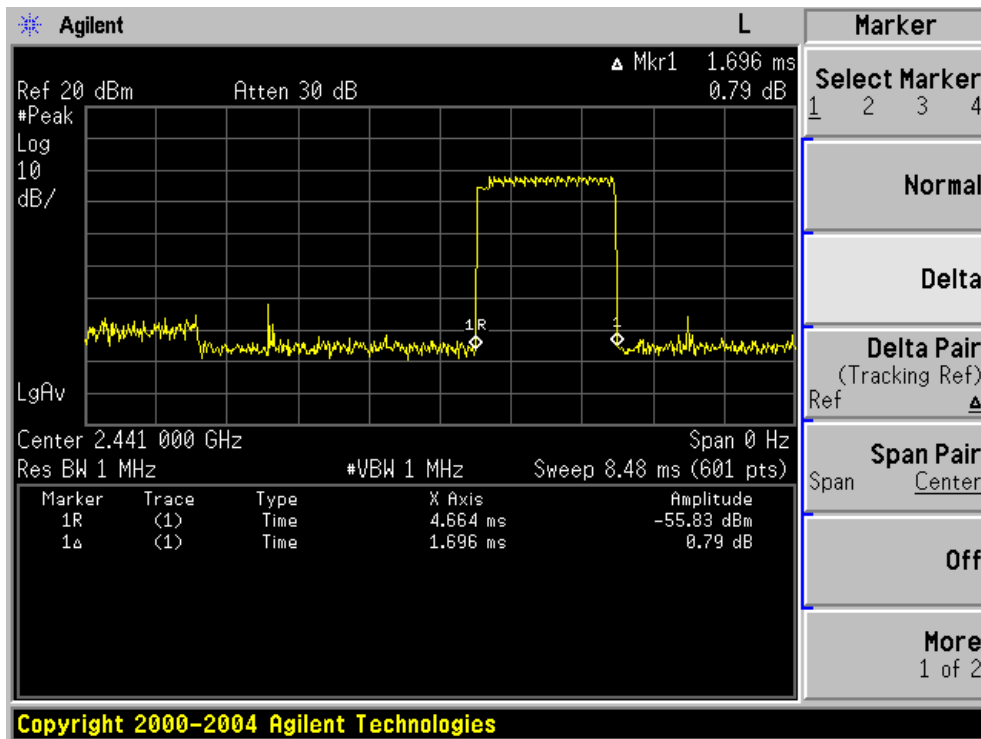 Agilent L Marker
Δ Mkr1 1.696 ms
Ref 20 dBm Atten 30 dB 0.79 dB
#Peak
Log
10
dB/
1R 1
LgAv
Center 2.441 000 GHz Span 0 Hz
Res BW 1 MHz #VBW 1 MHz Sweep 8.48 ms (601 pts)
Marker Trace Type X Axis Amplitude
1R (1) Time 4.664 ms -55.83 dBm
1Δ (1) Time 1.696 ms 0.79 dB
Select Marker
1 2 3 4
Normal
Delta
Delta Pair
(Tracking Ref)
Ref Δ
Span Pair
Span Center
Off
More
1 of 2
Copyright 2000-2004 Agilent Technologies